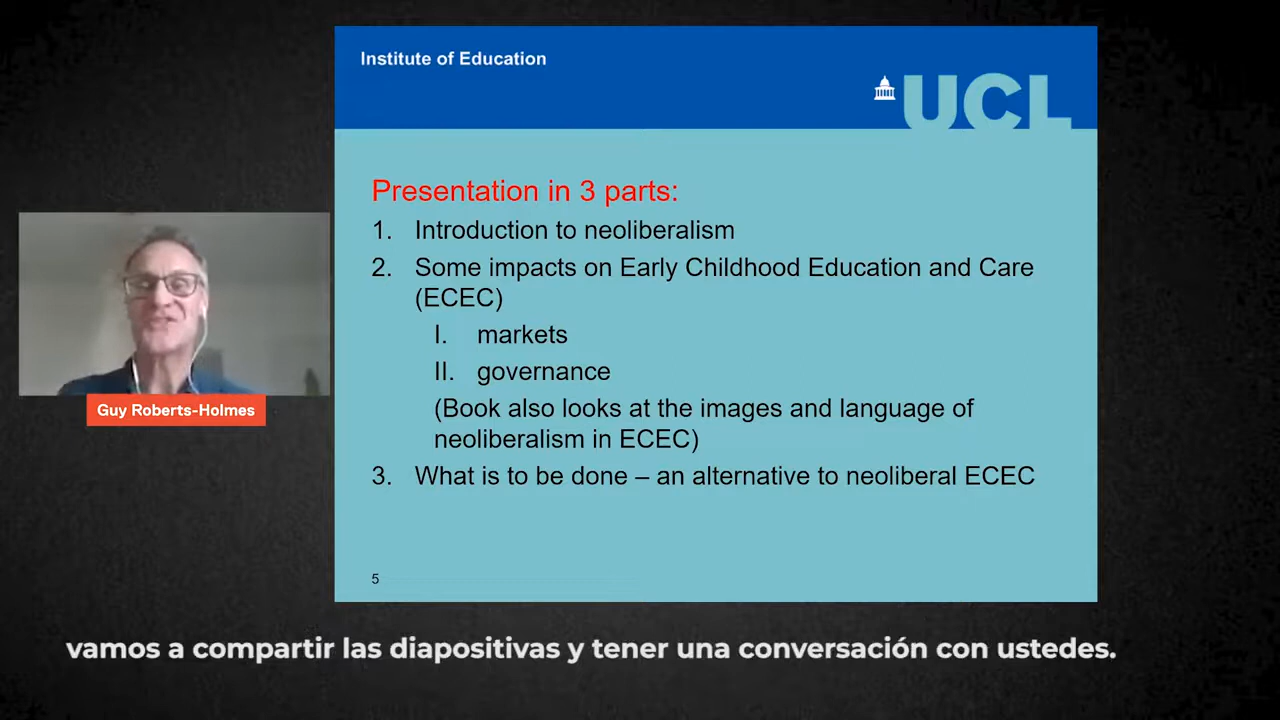 Institute of Education
UCL
Presentation in 3 parts:
1. Introduction to neoliberalism
2. Some impacts on Early Childhood Education and Care
(ECEC)
I. markets
II. governance
(Book also looks at the images and language of
neoliberalism in ECEC)
3. What is to be done – an alternative to neoliberal ECEC
5
Guy Roberts-Holmes
vamos a compartir las diapositivas y tener una conversación con ustedes.